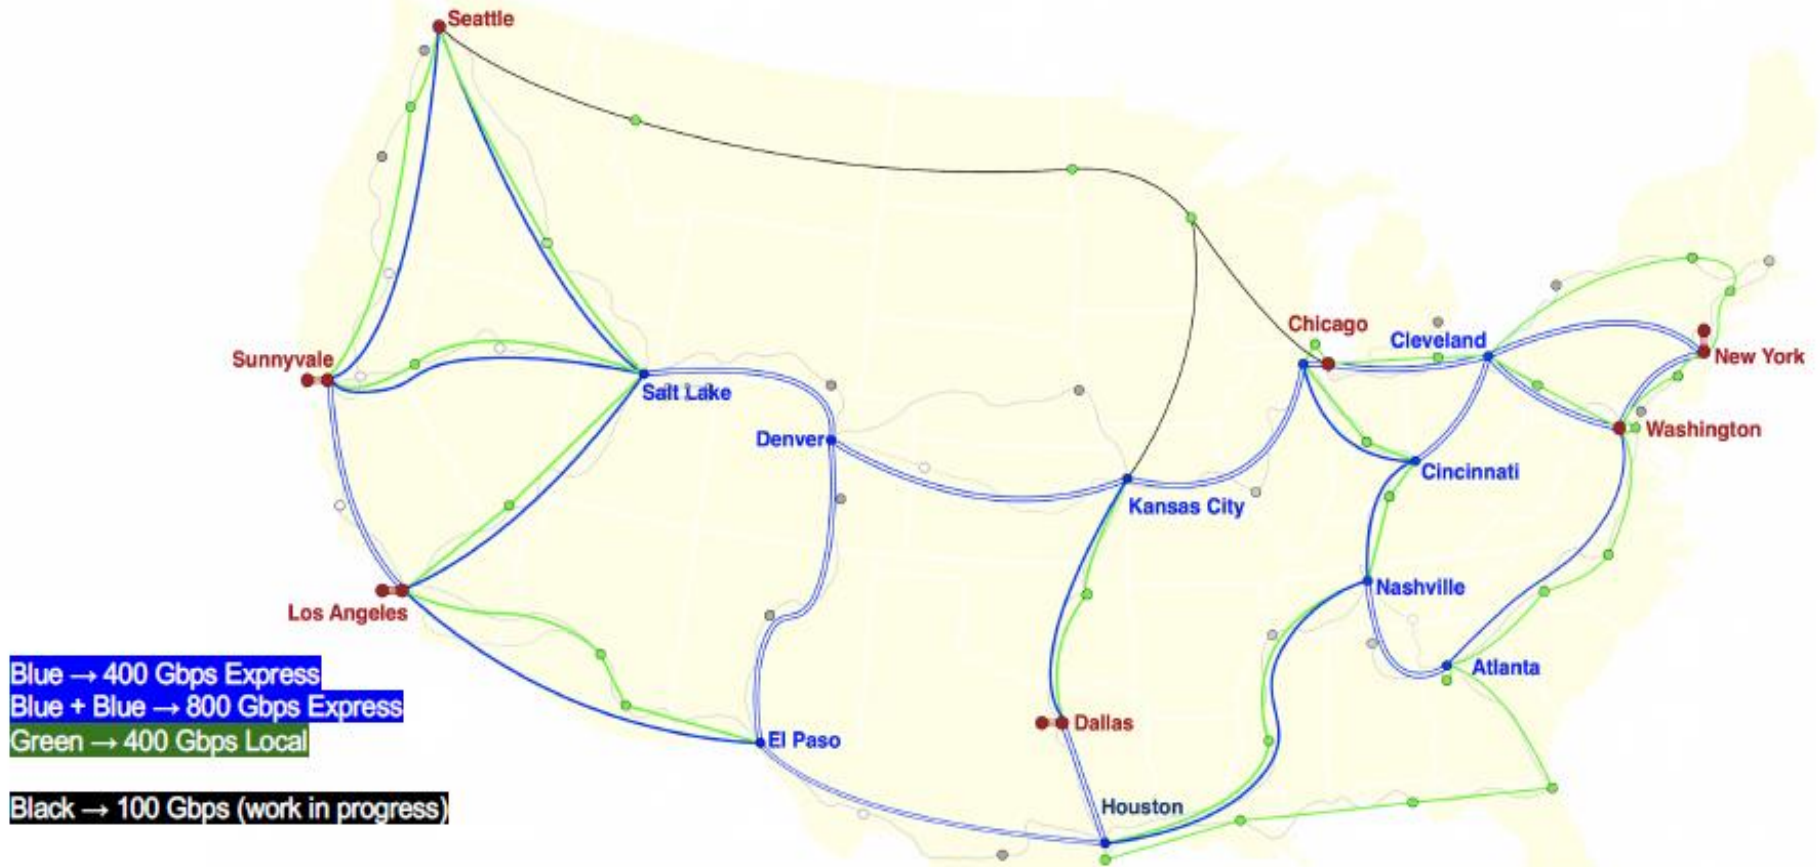 Seattle
Chicago
Cleveland
Sunnyvale
New York
Salt Lake
Denver
Washington
Cincinnati
Kansas City
Nashville
Los Angeles
Atlanta
Blue → 400 Gbps Express
Blue + Blue → 800 Gbps Express
Green → 400 Gbps Local
Dallas
El Paso
Black → 100 Gbps (work in progress)
Houston